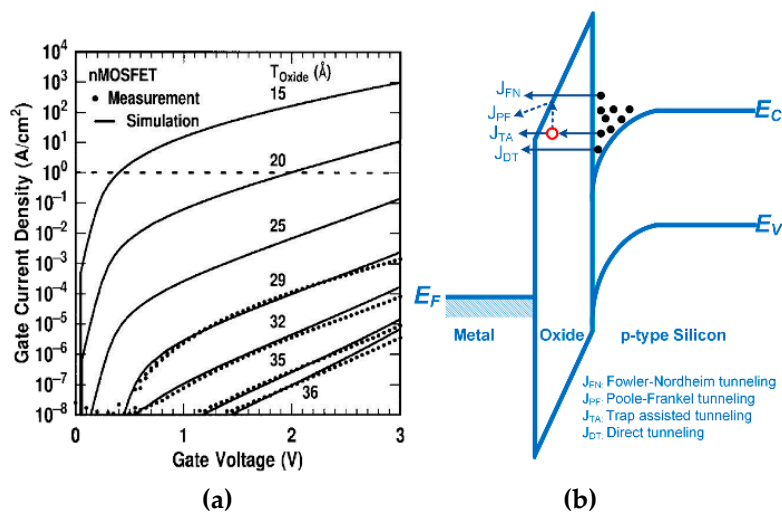 nMOSFET
T_Oxide (Å)
• Measurement
— Simulation
15
20
25
29
32
35
36
Gate Current Density (A/cm²)
10⁴
10³
10²
10¹
10⁰
10⁻¹
10⁻²
10⁻³
10⁻⁴
10⁻⁵
10⁻⁶
10⁻⁷
10⁻⁸
0
1
2
3
Gate Voltage (V)
(a)
J_FN
J_PF
J_TA
J_DT
E_C
E_V
E_F
Metal
Oxide
p-type Silicon
J_FN: Fowler-Nordheim tunneling
J_PF: Poole-Frankel tunneling
J_TA: Trap assisted tunneling
J_DT: Direct tunneling
(b)